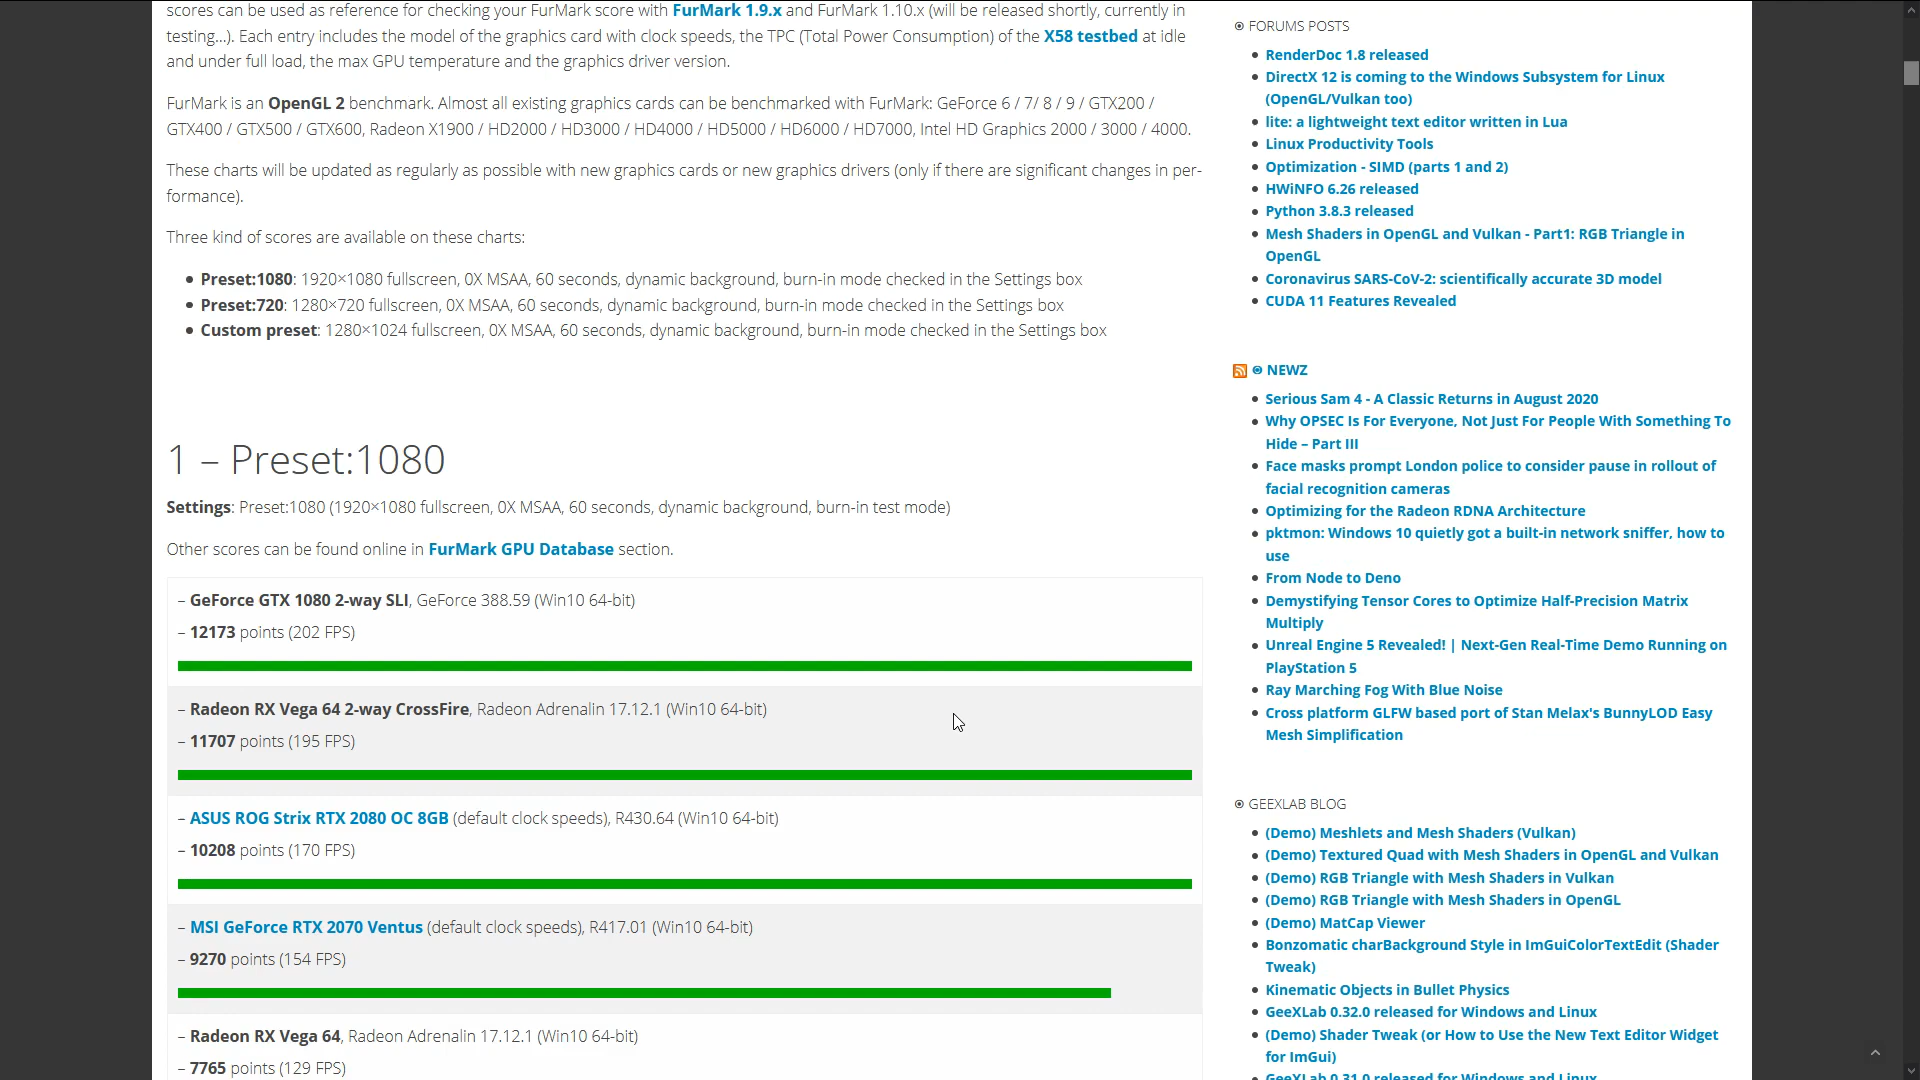 scores can be used as reference for checking your FurMark score with FurMark 1.9.x and FurMark 1.10.x (will be released shortly, currently in
testing...). Each entry includes the model of the graphics card with clock speeds, the TPC (Total Power Consumption) of the X58 testbed at idle
and under full load, the max GPU temperature and the graphics driver version.
FurMark is an OpenGL 2 benchmark. Almost all existing graphics cards can be benchmarked with FurMark: GeForce 6 / 7/ 8 / 9 / GTX200 /
GTX400 / GTX500 / GTX600, Radeon X1900 / HD2000 / HD3000 / HD4000 / HD5000 / HD6000 / HD7000, Intel HD Graphics 2000 / 3000 / 4000.
These charts will be updated as regularly as possible with new graphics cards or new graphics drivers (only if there are significant changes in per-
formance).
Three kind of scores are available on these charts:
Preset:1080: 1920×1080 fullscreen, 0X MSAA, 60 seconds, dynamic background, burn-in mode checked in the Settings box
Preset:720: 1280×720 fullscreen, 0X MSAA, 60 seconds, dynamic background, burn-in mode checked in the Settings box
Custom preset: 1280×1024 fullscreen, 0X MSAA, 60 seconds, dynamic background, burn-in mode checked in the Settings box
1 – Preset:1080
Settings: Preset:1080 (1920×1080 fullscreen, 0X MSAA, 60 seconds, dynamic background, burn-in test mode)
Other scores can be found online in FurMark GPU Database section.
– GeForce GTX 1080 2-way SLI, GeForce 388.59 (Win10 64-bit)
– 12173 points (202 FPS)
– Radeon RX Vega 64 2-way CrossFire, Radeon Adrenalin 17.12.1 (Win10 64-bit)
– 11707 points (195 FPS)
– ASUS ROG Strix RTX 2080 OC 8GB (default clock speeds), R430.64 (Win10 64-bit)
– 10208 points (170 FPS)
– MSI GeForce RTX 2070 Ventus (default clock speeds), R417.01 (Win10 64-bit)
– 9270 points (154 FPS)
– Radeon RX Vega 64, Radeon Adrenalin 17.12.1 (Win10 64-bit)
– 7765 points (129 FPS)
FORUMS POSTS
RenderDoc 1.8 released
DirectX 12 is coming to the Windows Subsystem for Linux
(OpenGL/Vulkan too)
lite: a lightweight text editor written in Lua
Linux Productivity Tools
Optimization - SIMD (parts 1 and 2)
HWiNFO 6.26 released
Python 3.8.3 released
Mesh Shaders in OpenGL and Vulkan - Part1: RGB Triangle in
OpenGL
Coronavirus SARS-CoV-2: scientifically accurate 3D model
CUDA 11 Features Revealed
NEWZ
Serious Sam 4 - A Classic Returns in August 2020
Why OPSEC Is For Everyone, Not Just For People With Something To
Hide – Part III
Face masks prompt London police to consider pause in rollout of
facial recognition cameras
Optimizing for the Radeon RDNA Architecture
pktmon: Windows 10 quietly got a built-in network sniffer, how to
use
From Node to Deno
Demystifying Tensor Cores to Optimize Half-Precision Matrix
Multiply
Unreal Engine 5 Revealed! | Next-Gen Real-Time Demo Running on
PlayStation 5
Ray Marching Fog With Blue Noise
Cross platform GLFW based port of Stan Melax's BunnyLOD Easy
Mesh Simplification
GEEXLAB BLOG
(Demo) Meshlets and Mesh Shaders (Vulkan)
(Demo) Textured Quad with Mesh Shaders in OpenGL and Vulkan
(Demo) RGB Triangle with Mesh Shaders in Vulkan
(Demo) RGB Triangle with Mesh Shaders in OpenGL
(Demo) MatCap Viewer
Bonzomatic charBackground Style in ImGuiColorTextEdit (Shader
Tweak)
Kinematic Objects in Bullet Physics
GeeXLab 0.32.0 released for Windows and Linux
(Demo) Shader Tweak (or How to Use the New Text Editor Widget
for ImGui)
GeeXLab 0.31.0 released for Windows and Linux